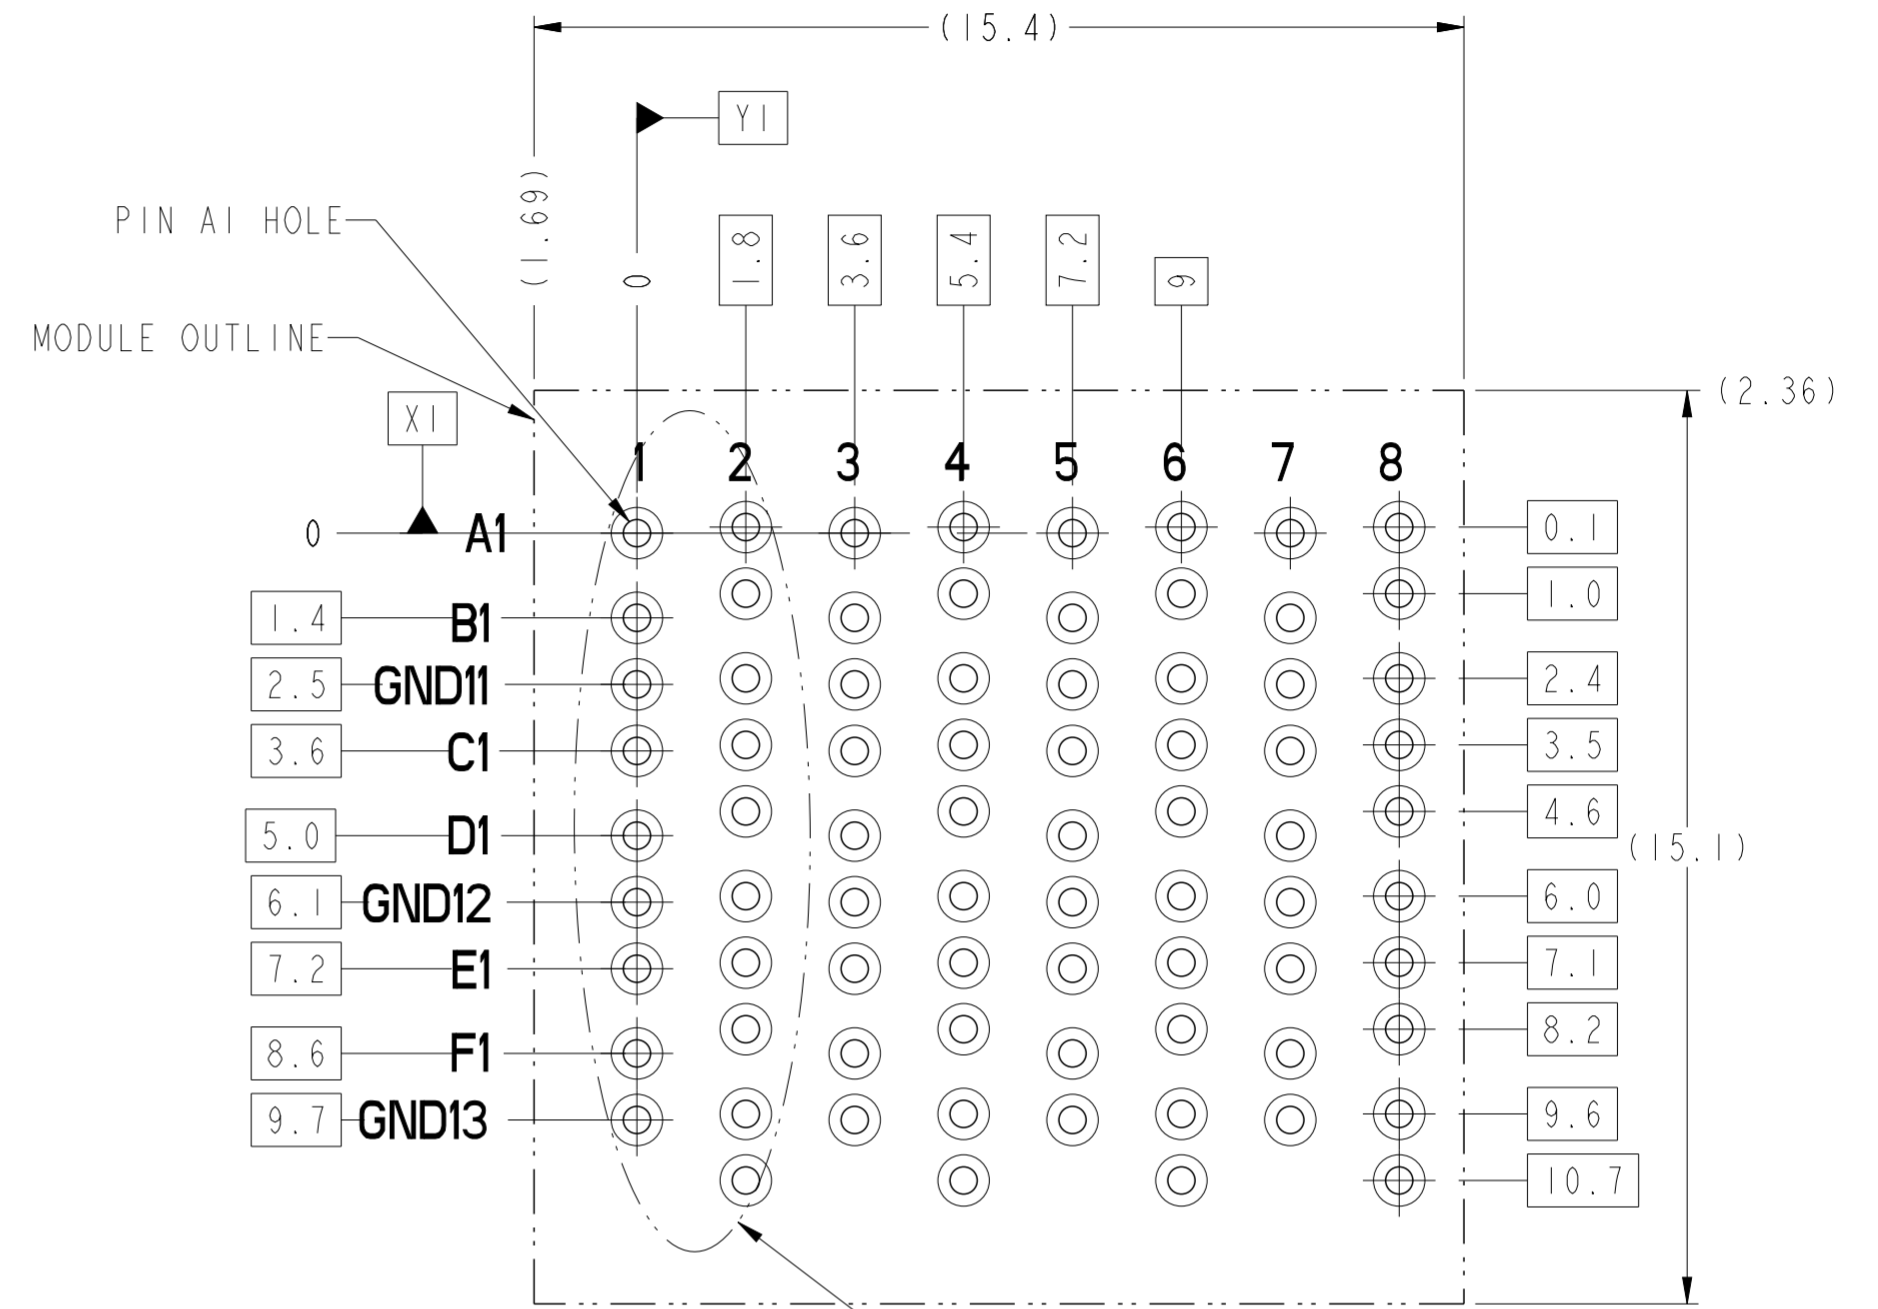 (15.4)
Y1
(1.69)
PIN A1 HOLE
0
1.8
3.6
5.4
7.2
9
MODULE OUTLINE
(2.36)
X1
1 2 3 4 5 6 7 8
0 A1 0.1
1.0
1.4 B1
2.5 GND11 2.4
3.6 C1 3.5
4.6
5.0 D1
(15.1)
6.1 GND12 6.0
7.2 E1 7.1
8.2
8.6 F1
9.7 GND13 9.6
10.7